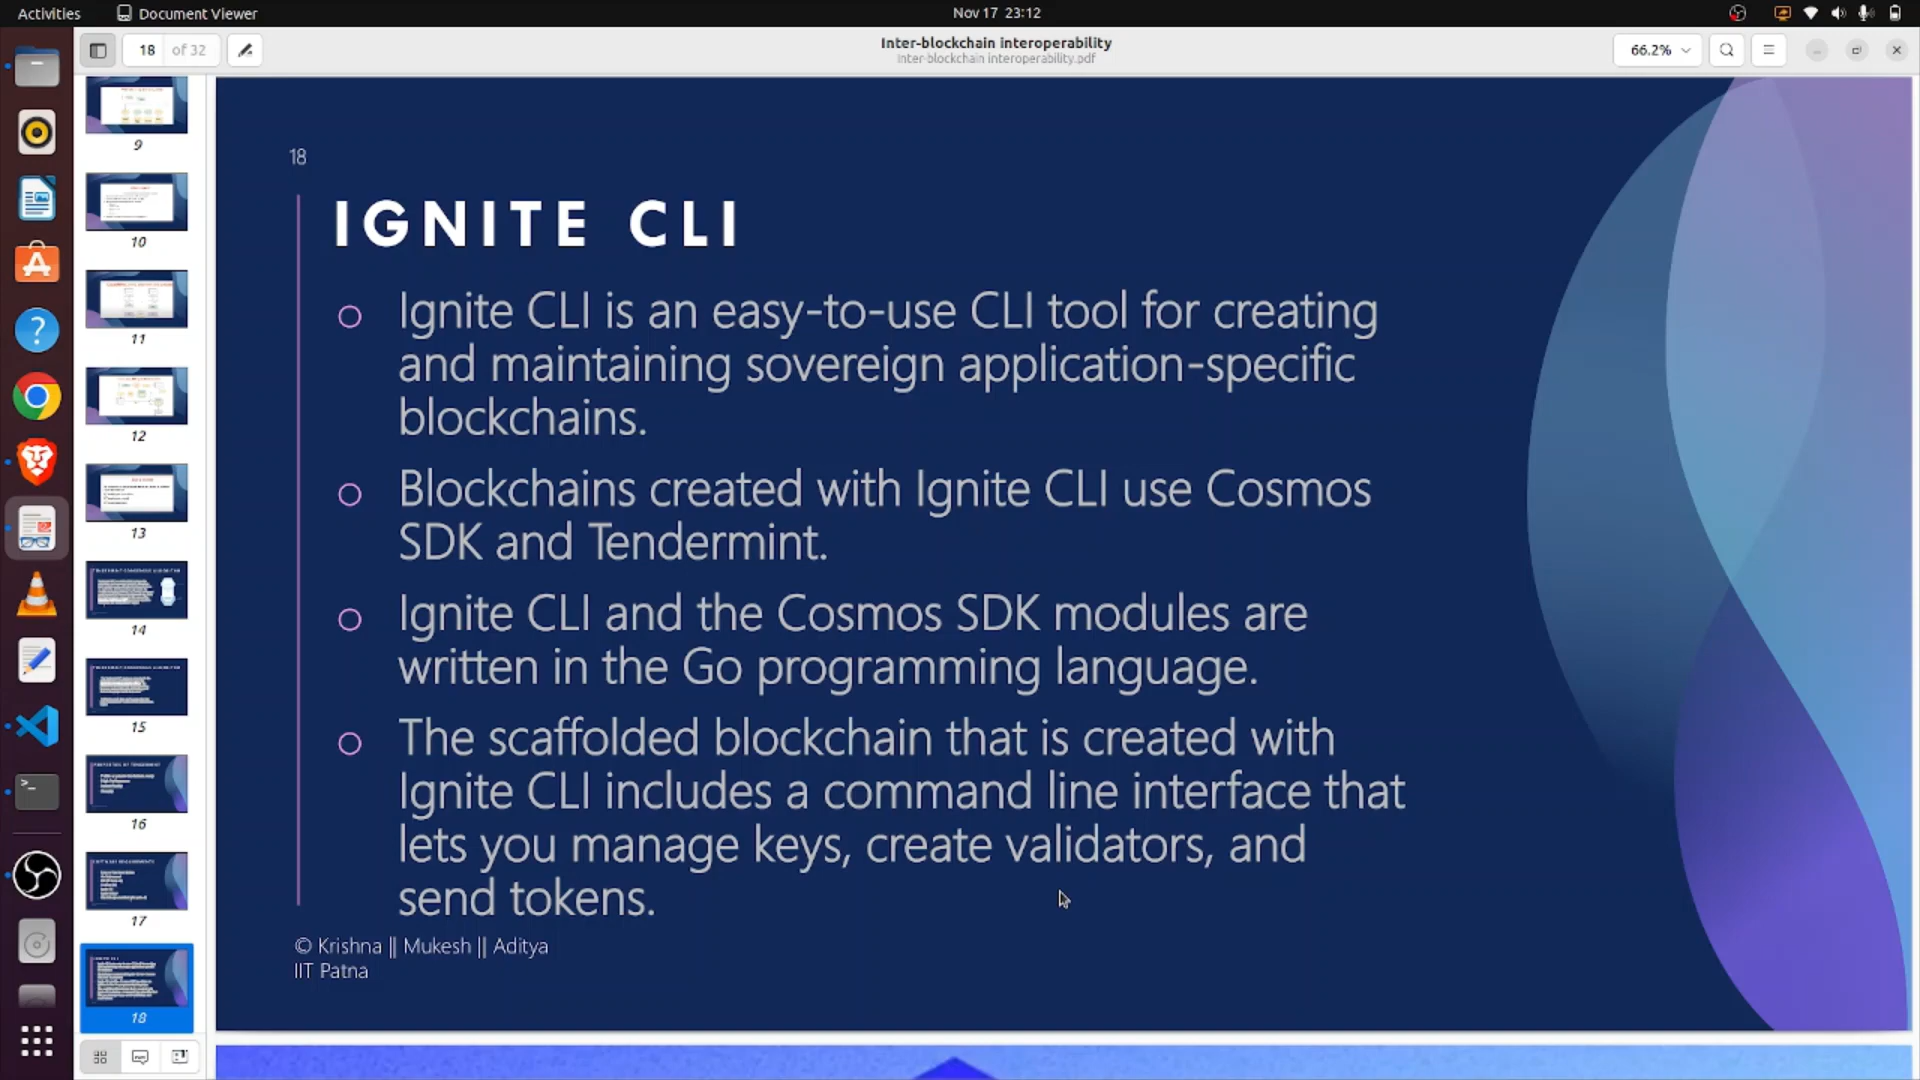 Activities
Document Viewer
Nov 17 23:12
18 of 32
Inter-blockchain interoperability
Inter-blockchain interoperability.pdf
66.2%
9
10
11
12
13
14
15
16
17
18
18
IGNITE CLI
Ignite CLI is an easy-to-use CLI tool for creating
and maintaining sovereign application-specific
blockchains.
Blockchains created with Ignite CLI use Cosmos
SDK and Tendermint.
Ignite CLI and the Cosmos SDK modules are
written in the Go programming language.
The scaffolded blockchain that is created with
Ignite CLI includes a command line interface that
lets you manage keys, create validators, and
send tokens.
© Krishna || Mukesh || Aditya
IIT Patna